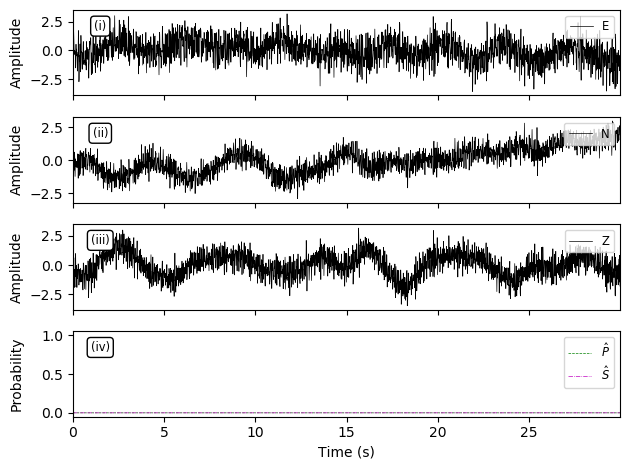 Amplitude
2.5
0.0
−2.5
(i)
E
Amplitude
2.5
0.0
−2.5
(ii)
N
Amplitude
2.5
0.0
−2.5
(iii)
Z
Probability
1.0
0.5
0.0
(iv)
P̂
Ŝ
0 5 10 15 20 25
Time (s)